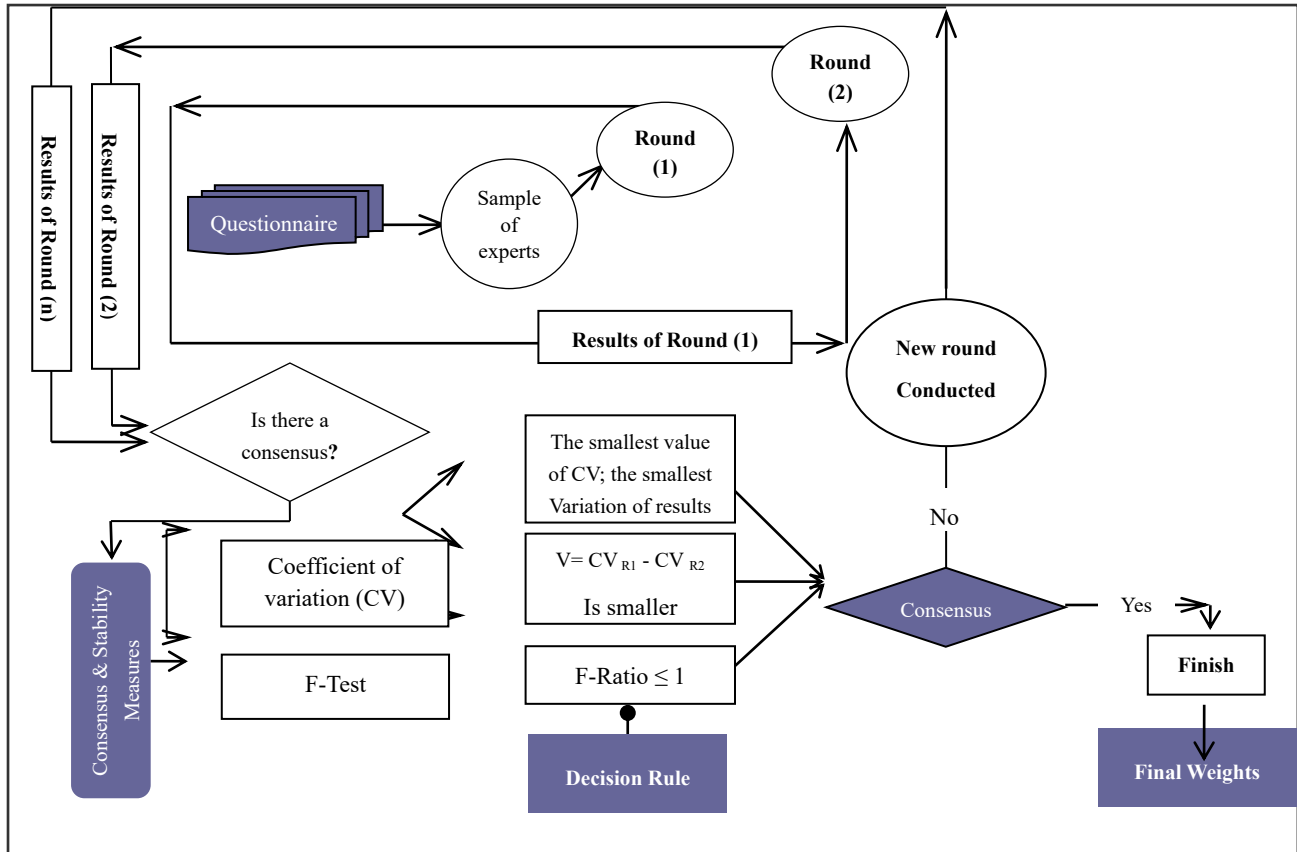 Round
(2)
Round
(1)
Results of Round (n)
Results of Round (2)
Questionnaire
Sample
of
experts
Results of Round (1)
New round
Conducted
Is there a
consensus?
The smallest value
of CV; the smallest
Variation of results
No
Coefficient of
variation (CV)
V= CV R1 - CV R2
Is smaller
Consensus
Yes
Consensus & Stability
Measures
F-Test
F-Ratio ≤ 1
Finish
Decision Rule
Final Weights